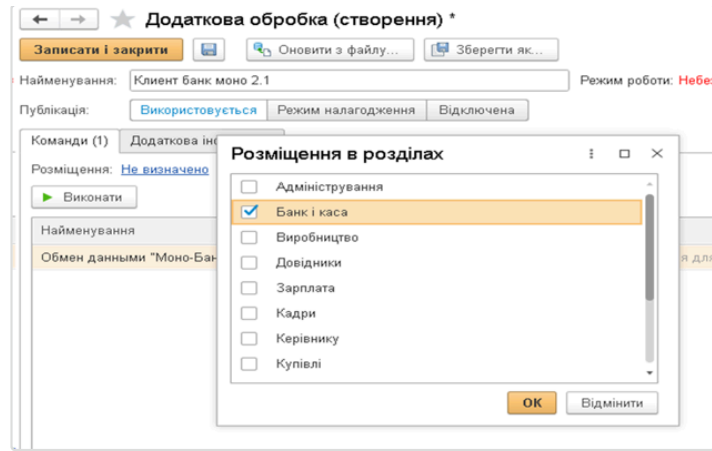 Додаткова обробка (створення) *
Записати і закрити Оновити з файлу... Зберегти як...
Найменування: Клиент банк моно 2.1 Режим роботи:
Публікація: Використовується Режим налагодження Відключена
Команди (1) Додаткова
Розміщення: Не визначено
Виконати
Найменування
Обмен данными "Моно-Бан
Розміщення в розділах
Адміністрування
Банк і каса
Виробництво
Довідники
Зарплата
Кадри
Керівнику
Купівлі
ОК Відмінити